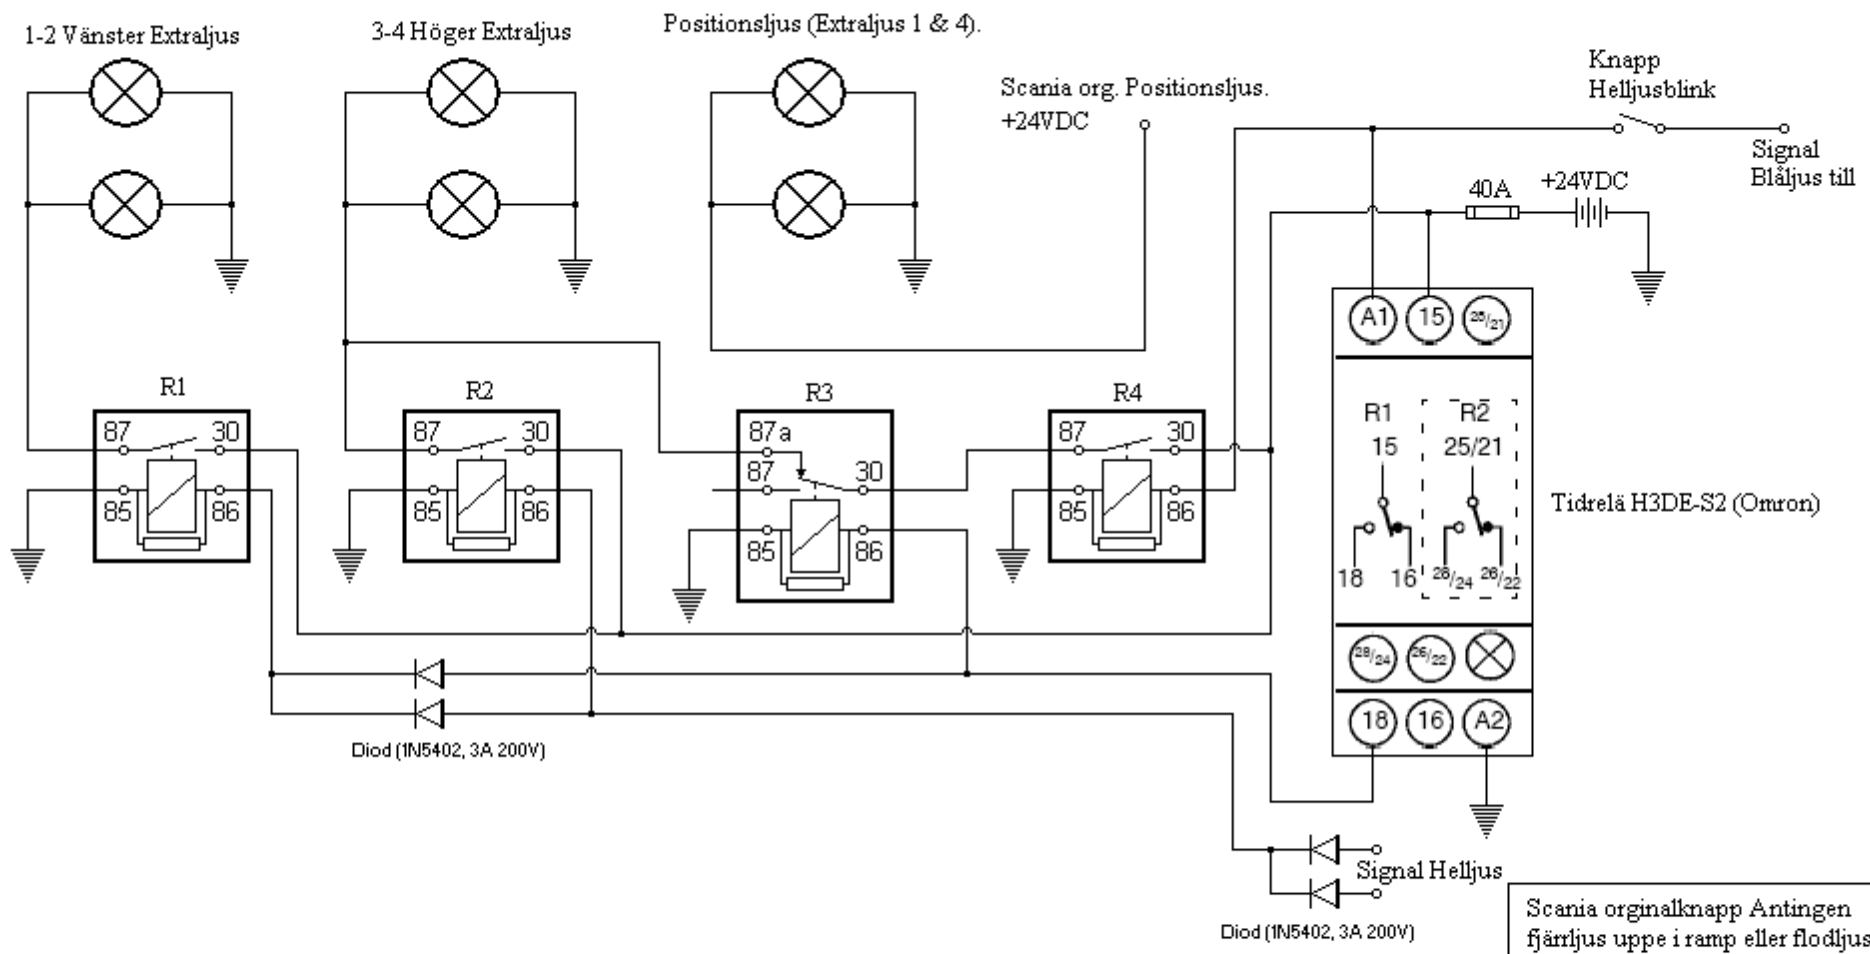 1-2 Vänster Extraljus
3-4 Höger Extraljus
Positionsljus (Extraljus 1 & 4).
Scania org. Positionsljus.
+24VDC
Knapp
Helljusblink
Signal
Blåljus till
40A
+24VDC
A1
15
25/21
R1
87
30
85
86
R2
87
30
85
86
R3
87a
87
30
85
86
R4
87
30
85
86
R1
R2
15
25/21
18
16
28/24
26/22
Tidrelä H3DE-S2 (Omron)
28/24
26/22
18
16
A2
Diod (1N5402, 3A 200V)
Signal Helljus
Diod (1N5402, 3A 200V)
Scania orginalknapp Antingen
fjärrljus uppe i ramp eller flodljus